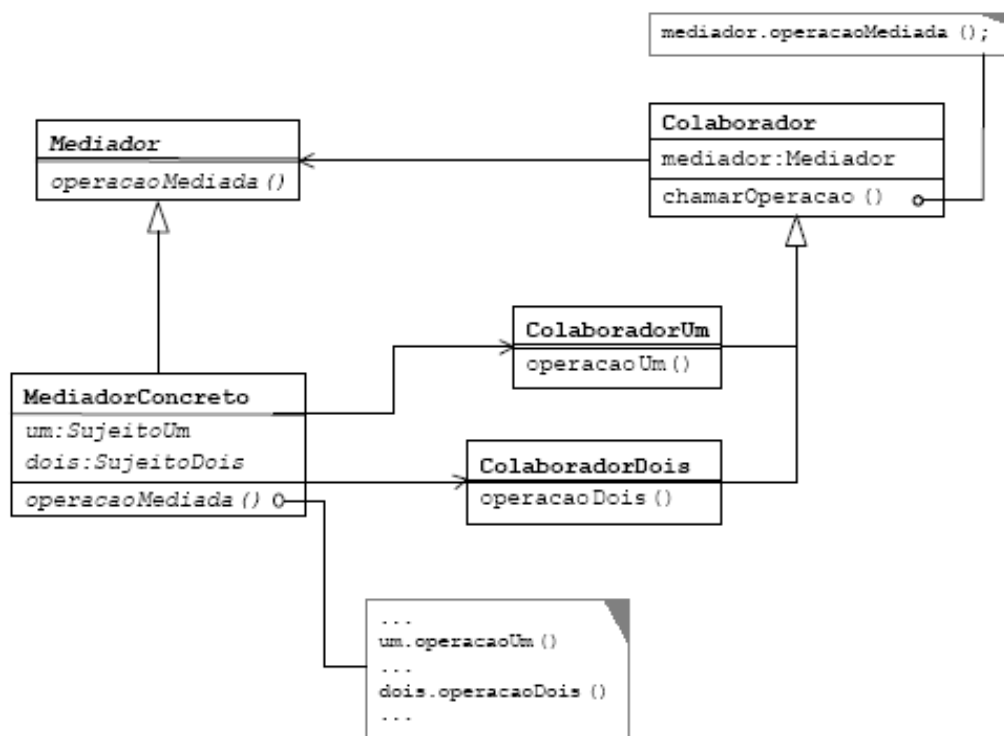 mediador.operacaoMediada ();
Mediador
operacaoMediada ()
Colaborador
mediador:Mediador
chamarOperacao ()
ColaboradorUm
operacaoUm ()
MediadorConcreto
um:SujeitoUm
dois:SujeitoDois
operacaoMediada ()
ColaboradorDois
operacaoDois ()
...
um.operacaoUm ()
...
dois.operacaoDois ()
...